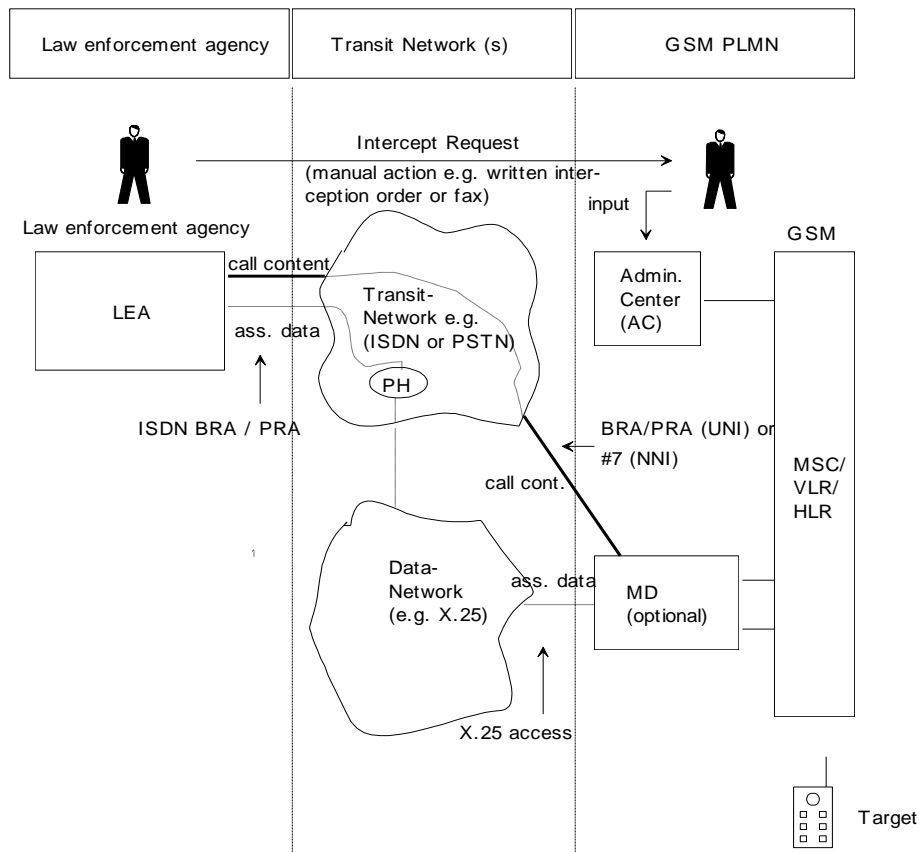 Law enforcement agency
Transit Network (s)
GSM PLMN
Intercept Request
(manual action e.g. written inter-
ception order or fax)
input
Law enforcement agency
GSM
LEA
call content
ass. data
Transit-
Network e.g.
(ISDN or PSTN)
PH
Admin.
Center
(AC)
ISDN BRA / PRA
BRA/PRA (UNI) or
#7 (NNI)
call cont.
MSC/
VLR/
HLR
1
Data-
Network
(e.g. X.25)
ass. data
MD
(optional)
X.25 access
Target